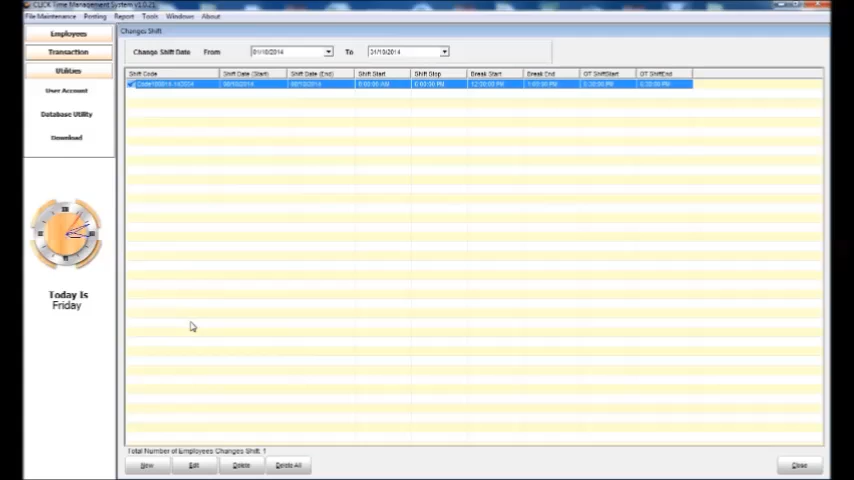 CLICK Time Management System v1.0.21
File Maintenance Posting Report Tools Windows About
Employees
Transaction
Utilities
User Account
Database Utility
Download
Today Is
Friday
Changes Shift
Change Shift Date From 01/10/2014 To 31/10/2014
Shift Code Shift Date (Start) Shift Date (End) Shift Start Shift Stop Break Start Break End OT ShiftStart OT ShiftEnd
Total Number of Employees Changes Shift: 1
New Edit Delete Delete All Close